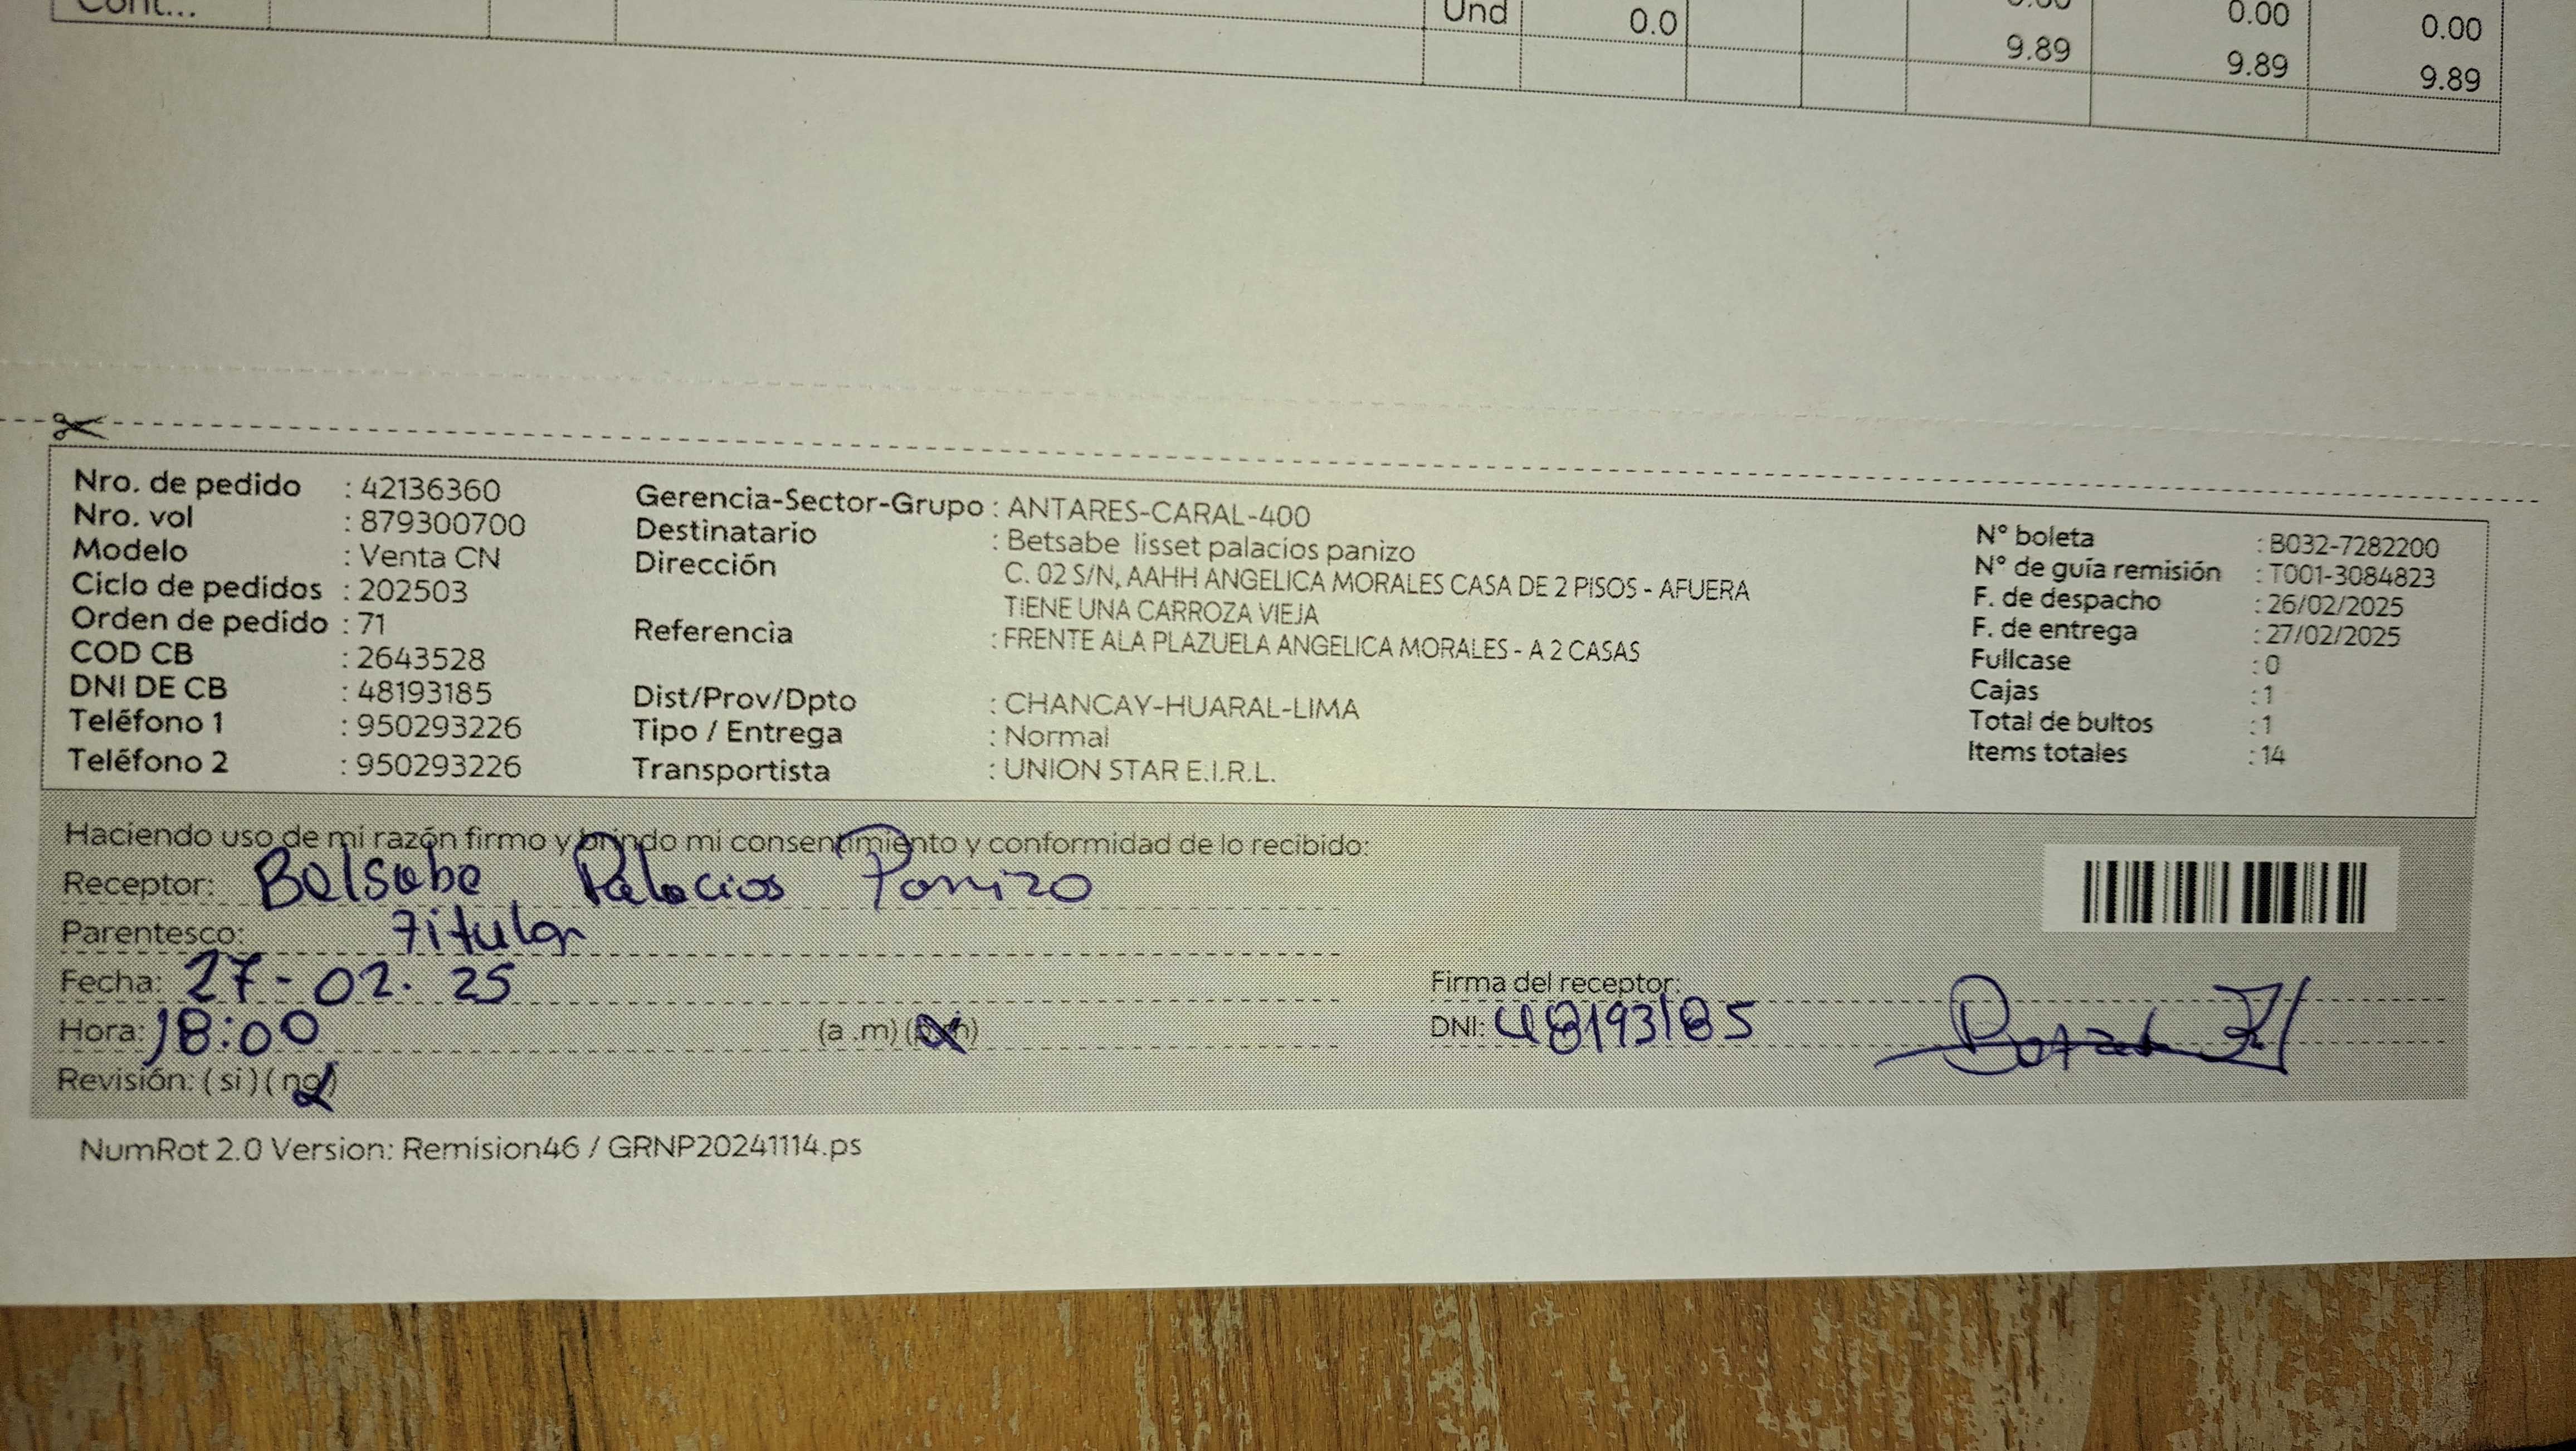 Cont...
Und 0.0 0.00 0.00
9.89 9.89 9.89
Nro. de pedido : 42136360
Nro. vol : 879300700
Modelo : Venta CN
Ciclo de pedidos : 202503
Orden de pedido : 71
COD CB : 2643528
DNI DE CB : 48193185
Teléfono 1 : 950293226
Teléfono 2 : 950293226
Gerencia-Sector-Grupo : ANTARES-CARAL-400
Destinatario : Betsabe lisset palacios panizo
Dirección C. 02 S/N, AAHH ANGELICA MORALES CASA DE 2 PISOS - AFUERA
TIENE UNA CARROZA VIEJA
Referencia : FRENTE ALA PLAZUELA ANGELICA MORALES - A 2 CASAS
Dist/Prov/Dpto : CHANCAY-HUARAL-LIMA
Tipo / Entrega : Normal
Transportista : UNION STAR E.I.R.L.
N° boleta : B032-7282200
N° de guía remisión : T001-3084823
F. de despacho : 26/02/2025
F. de entrega : 27/02/2025
Fullcase : 0
Cajas : 1
Total de bultos : 1
Items totales : 14
Haciendo uso de mi razón firmo y brindo mi consentimiento y conformidad de lo recibido:
Receptor: Betsabe Palacios Panizo
Parentesco: Titular
Fecha: 27-02.25
Hora: 18:00 (a .m) (p.m)
Revisión: ( si ) ( no )
Firma del receptor:
DNI: 48193185
NumRot 2.0 Version: Remision46 / GRNP20241114.ps